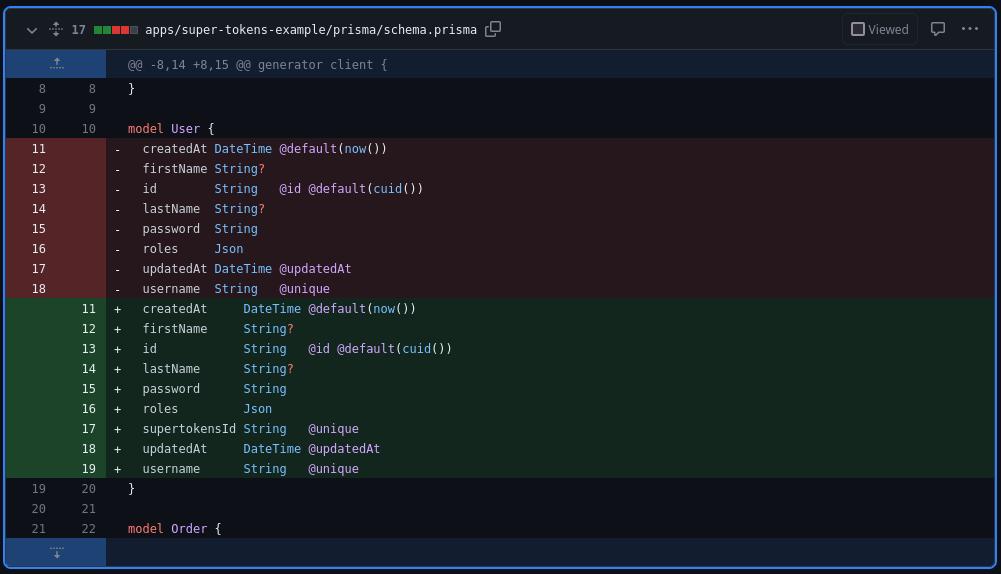 17 apps/super-tokens-example/prisma/schema.prisma Viewed
@@ -8,14 +8,15 @@ generator client {
8 8 }
9 9
10 10 model User {
11 - createdAt DateTime @default(now())
12 - firstName String?
13 - id String @id @default(cuid())
14 - lastName String?
15 - password String
16 - roles Json
17 - updatedAt DateTime @updatedAt
18 - username String @unique
11 + createdAt DateTime @default(now())
12 + firstName String?
13 + id String @id @default(cuid())
14 + lastName String?
15 + password String
16 + roles Json
17 + supertokensId String @unique
18 + updatedAt DateTime @updatedAt
19 + username String @unique
19 20 }
20 21
21 22 model Order {